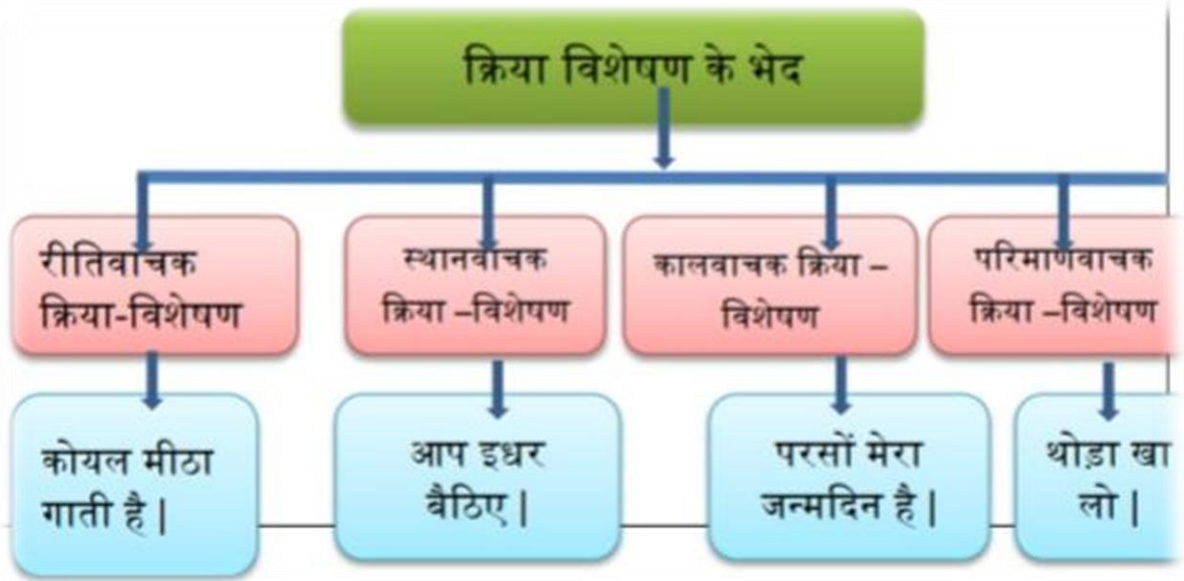 क्रिया विशेषण के भेद
रीतिवाचक
क्रिया-विशेषण
स्थानवाचक
क्रिया –विशेषण
कालवाचक क्रिया –
विशेषण
परिमाणवाचक
क्रिया –विशेषण
कोयल मीठा
गाती है |
आप इधर
बैठिए |
परसों मेरा
जन्मदिन है |
थोड़ा खा
लो |